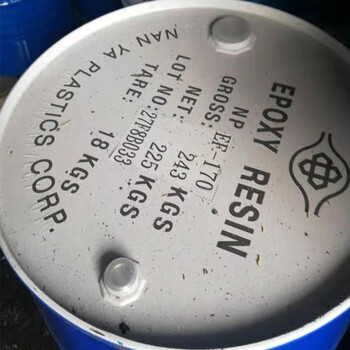 EPOXY RESIN
NP EF-170
GROSS: 243 KGS
NET: 225 KGS
LOT NO:
TARE: 18 KGS
NAN YA PLASTICS CORP.